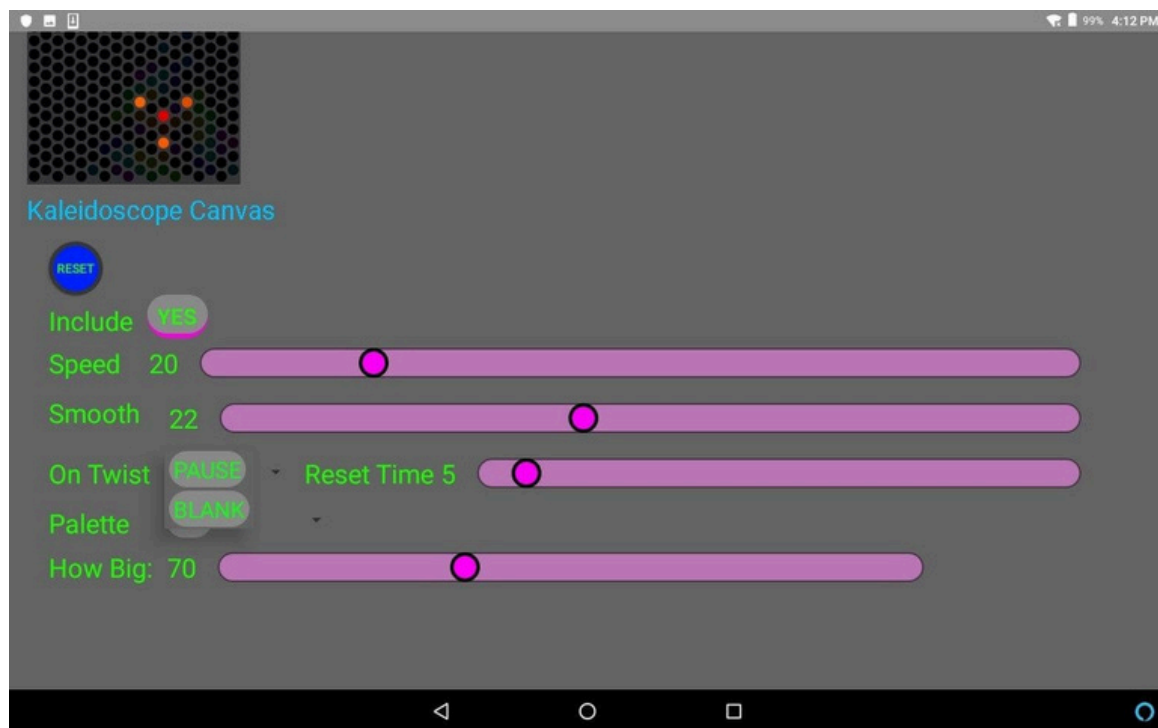 99% 4:12 PM
Kaleidoscope Canvas
RESET
Include YES
Speed 20
Smooth 22
On Twist PAUSE Reset Time 5
BLANK
Palette
How Big: 70